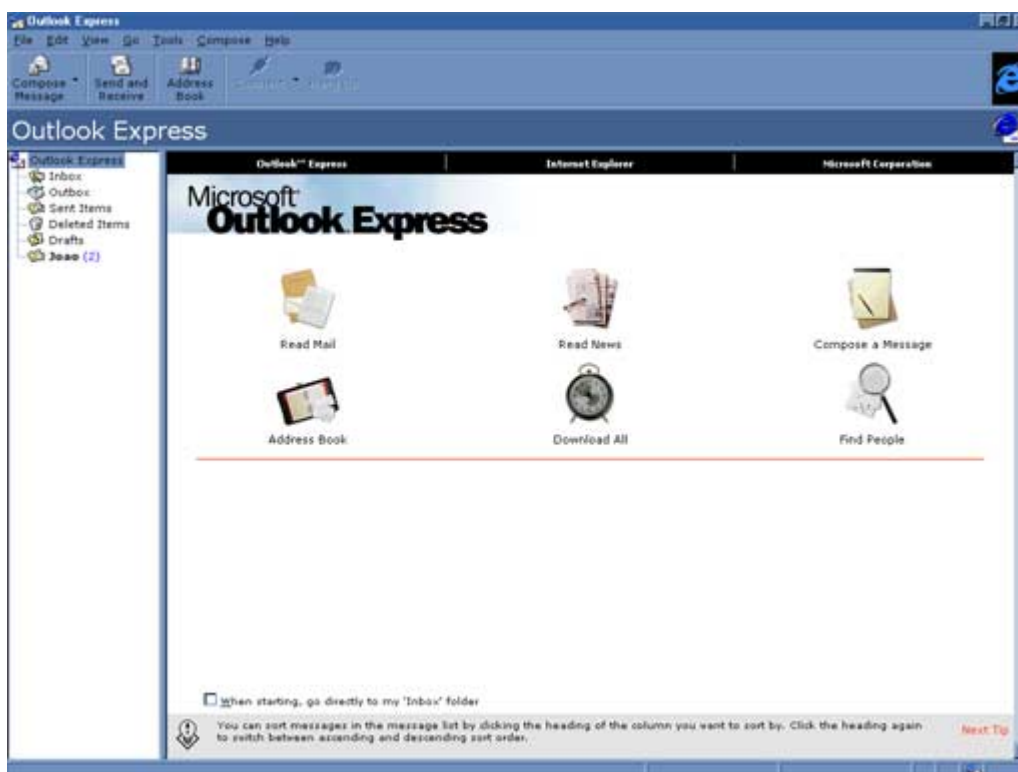 Outlook Express
File Edit View Go Tools Compose Help
Compose Message
Send and Receive
Address Book
Outlook Express
Outlook Express
Inbox
Outbox
Sent Items
Deleted Items
Drafts
Joao (2)
Outlook™ Express
Internet Explorer
Microsoft Corporation
Microsoft
Outlook Express
Read Mail
Read News
Compose a Message
Address Book
Download All
Find People
When starting, go directly to my 'Inbox' folder
You can sort messages in the message list by clicking the heading of the column you want to sort by. Click the heading again
to switch between ascending and descending sort order.
Next Tip